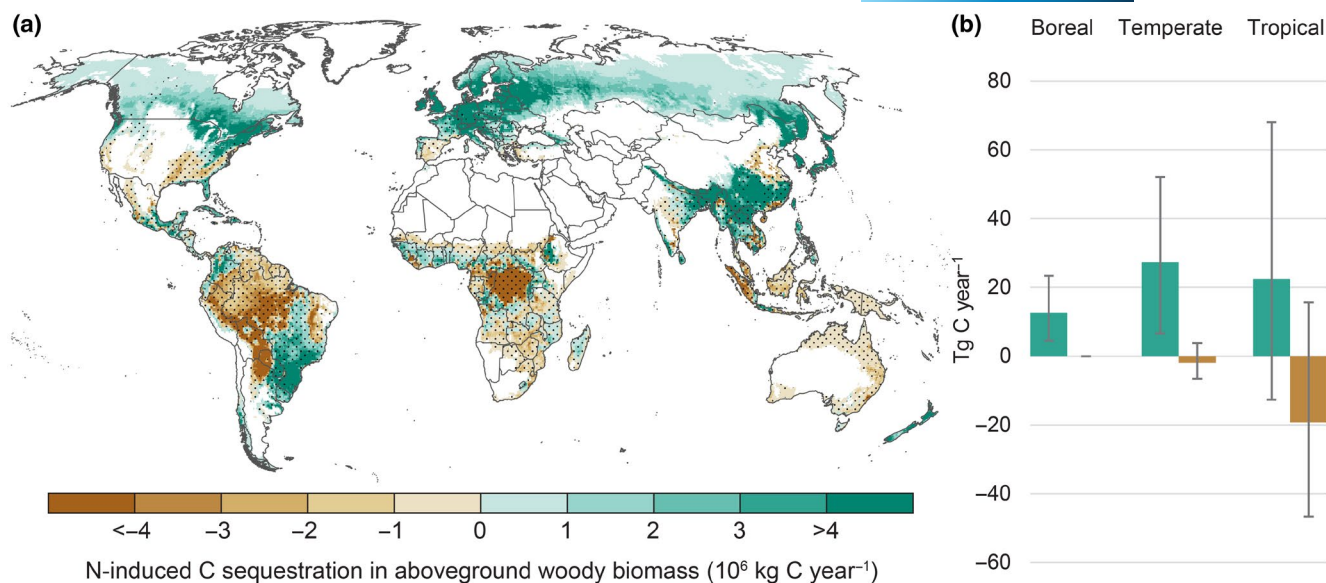 (a)
<-4 -3 -2 -1 0 1 2 3 >4
N-induced C sequestration in aboveground woody biomass (10⁶ kg C year⁻¹)
(b)
Boreal Temperate Tropical
80
60
40
20
0
−20
−40
−60
Tg C year⁻¹